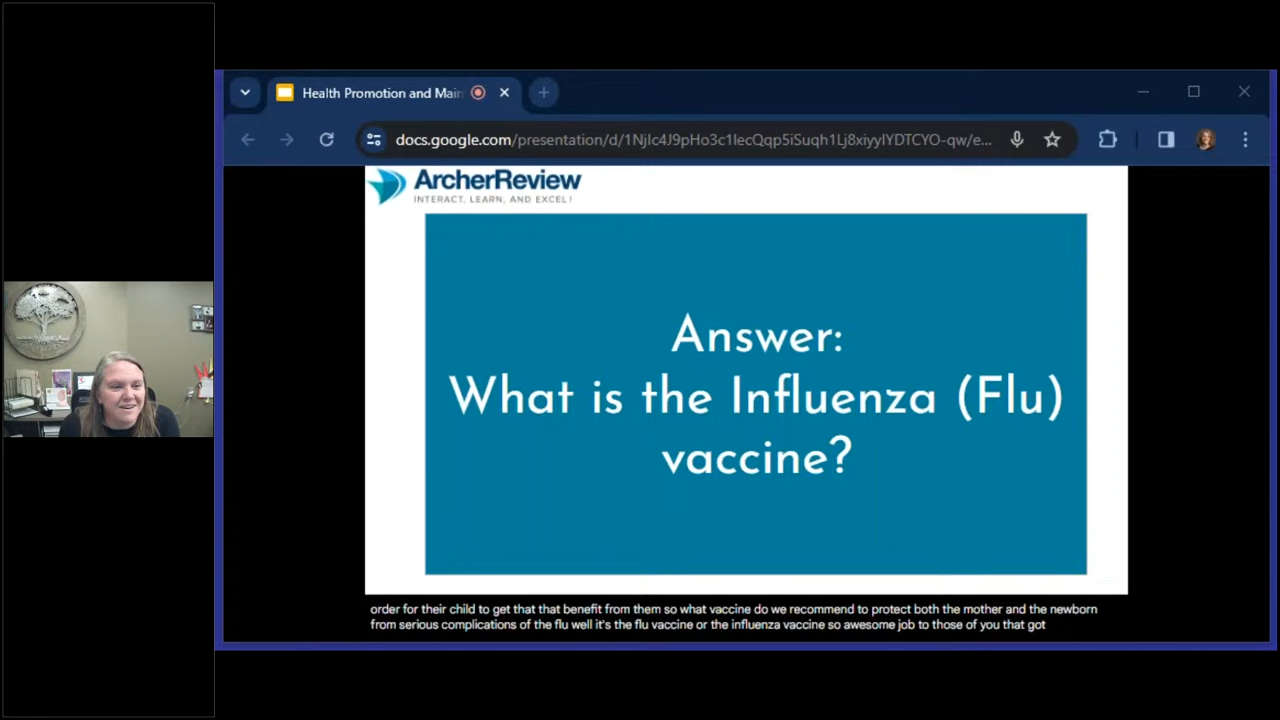 Health Promotion and Main
docs.google.com/presentation/d/1NjIc4J9pHo3c1IecQqp5iSuqh1Lj8xiyyIYDTCYO-qw/e...
ArcherReview
INTERACT, LEARN, AND EXCEL!
Answer:
What is the Influenza (Flu)
vaccine?
order for their child to get that that benefit from them so what vaccine do we recommend to protect both the mother and the newborn
from serious complications of the flu well it's the flu vaccine or the influenza vaccine so awesome job to those of you that got